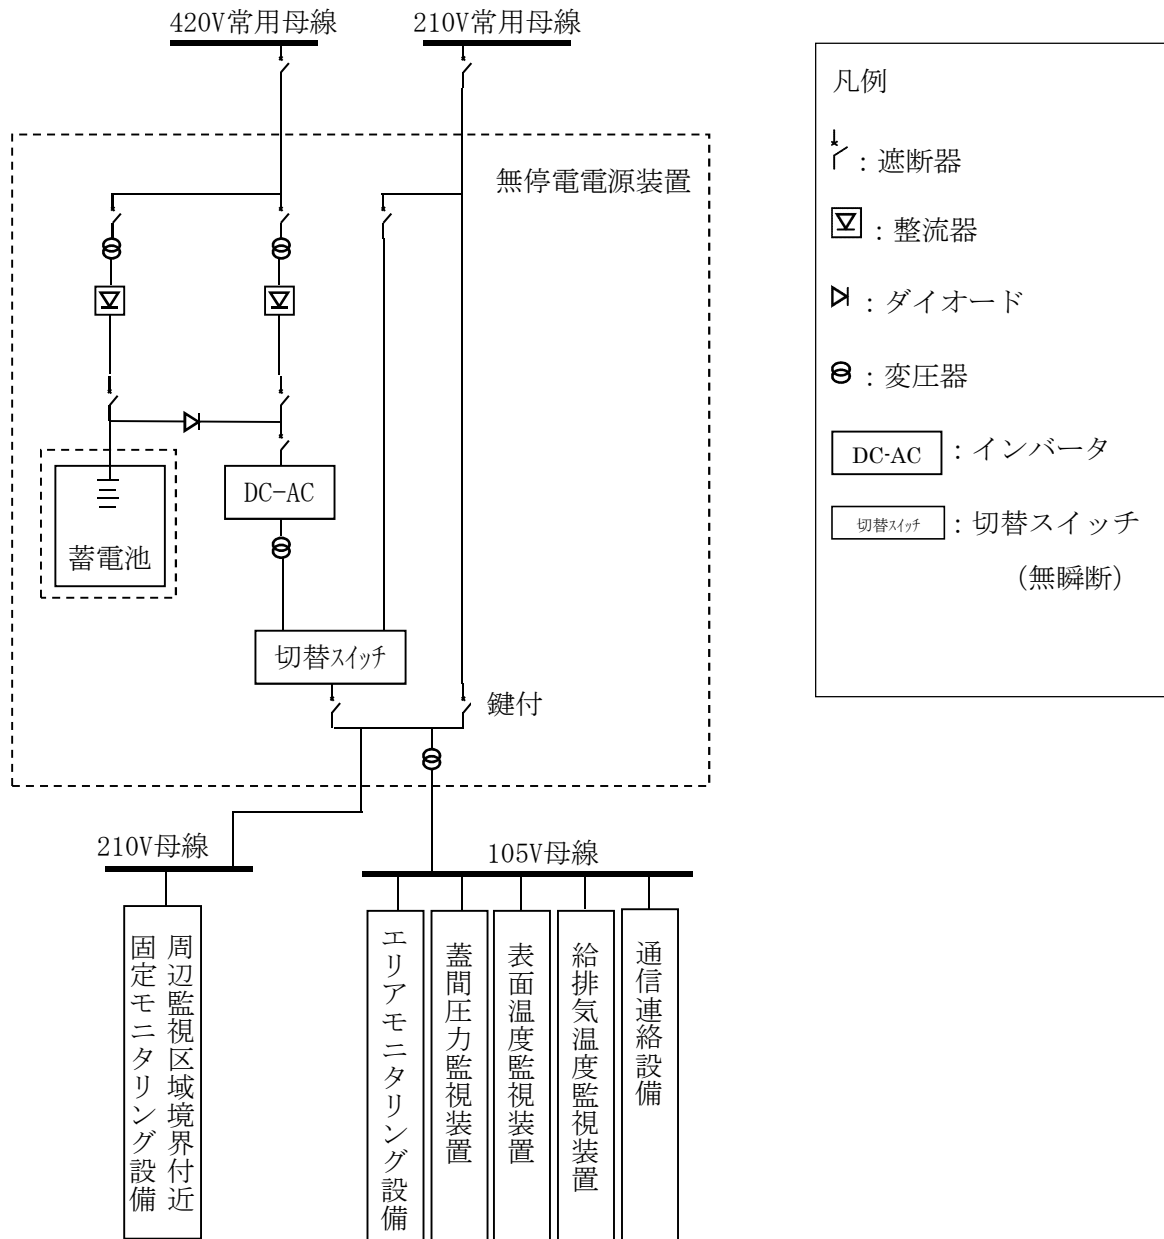 420V常用母線
210V常用母線
無停電電源装置
DC-AC
蓄電池
切替スイッチ
鍵付
210V母線
105V母線
周辺監視区域境界付近
固定モニタリング設備
エリアモニタリング設備
蓋間圧力監視装置
表面温度監視装置
給排気温度監視装置
通信連絡設備
凡例
：遮断器
：整流器
：ダイオード
：変圧器
DC-AC ：インバータ
切替スイッチ ：切替スイッチ
（無瞬断）